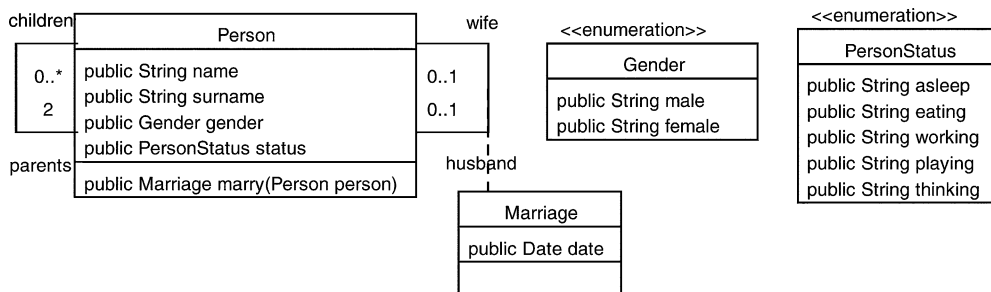 children
Person
0..*
2
public String name
public String surname
public Gender gender
public PersonStatus status
parents
public Marriage marry(Person person)
wife
0..1
0..1
husband
Marriage
public Date date
<<enumeration>>
Gender
public String male
public String female
<<enumeration>>
PersonStatus
public String asleep
public String eating
public String working
public String playing
public String thinking